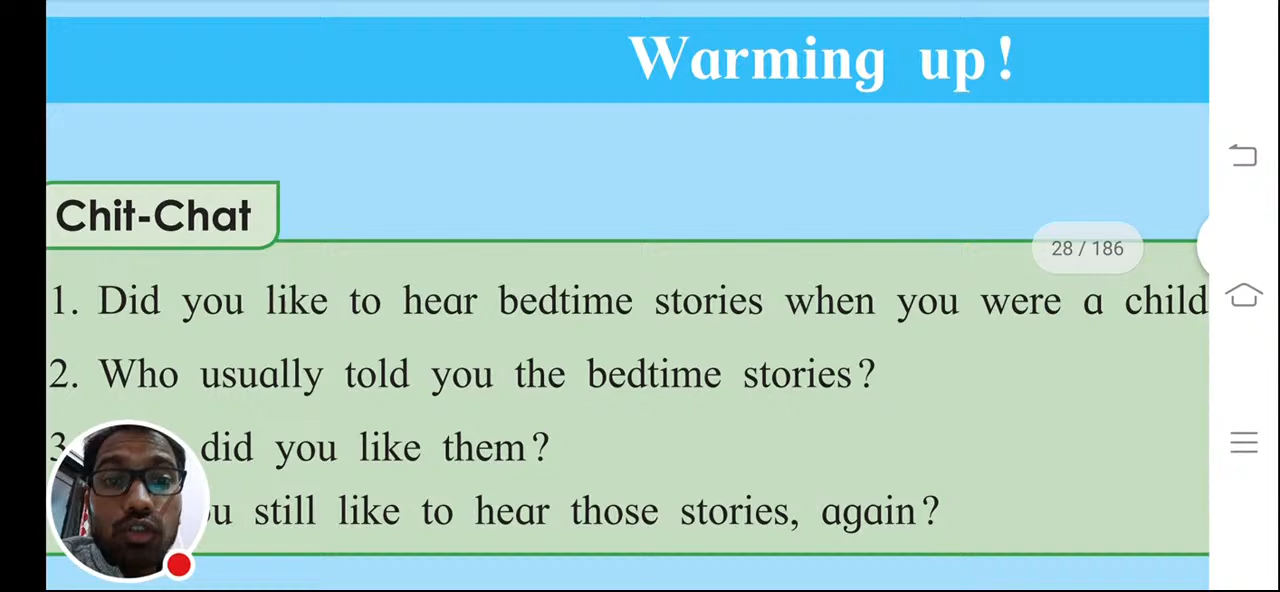 Warming up!
Chit-Chat
28 / 186
1. Did you like to hear bedtime stories when you were a child
2. Who usually told you the bedtime stories?
3 did you like them?
still like to hear those stories, again?